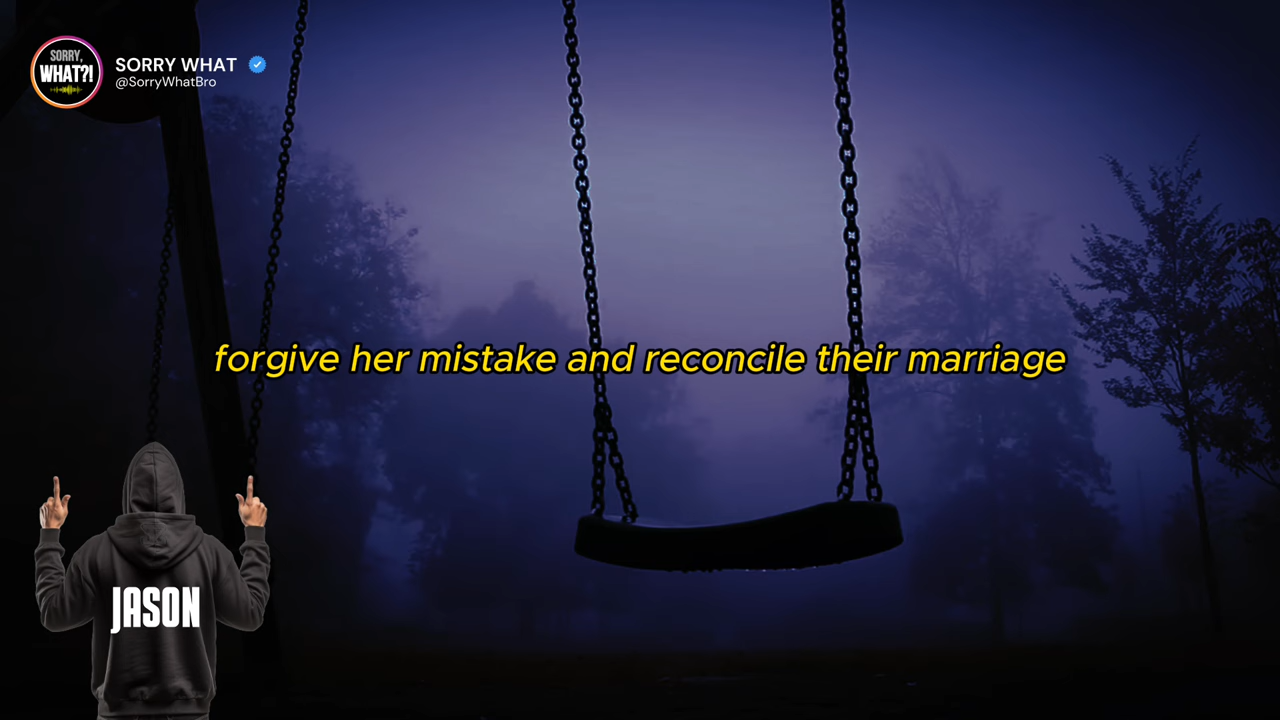 SORRY,
WHAT?!
SORRY WHAT
@SorryWhatBro
forgive her mistake and reconcile their marriage
JASON